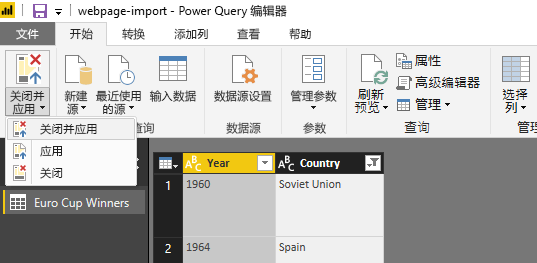 webpage-import - Power Query 编辑器
文件 开始 转换 添加列 查看 帮助
关闭并
应用
新建
源
最近使用
的源
输入数据
数据源设置
管理参数
刷新
预览
属性
高级编辑器
管理
选择
列
关闭并应用
应用
关闭
查询
数据源
参数
查询
管
Euro Cup Winners
ABC Year ABC Country
1 1960 Soviet Union
2 1964 Spain